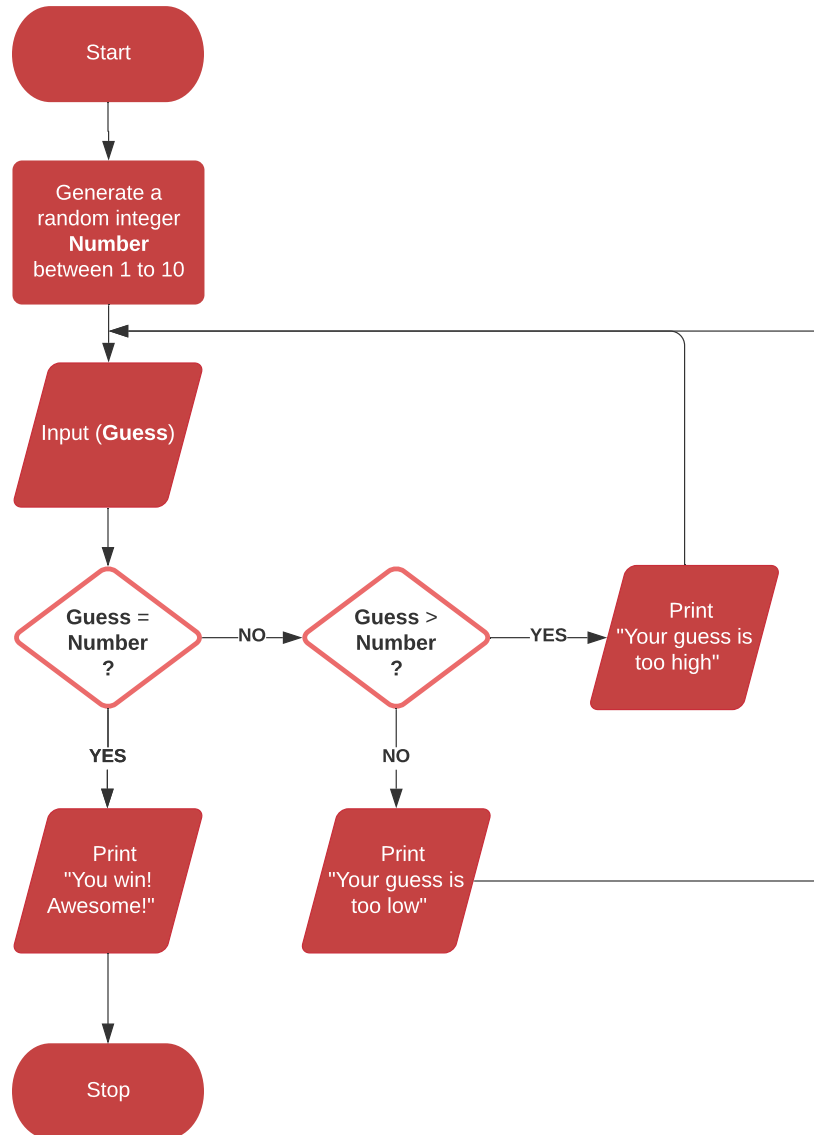 Start
Generate a
random integer
Number
between 1 to 10
Input (Guess)
Guess =
Number
?
NO
Guess >
Number
?
YES
Print
"Your guess is
too high"
YES
NO
Print
"You win!
Awesome!"
Print
"Your guess is
too low"
Stop